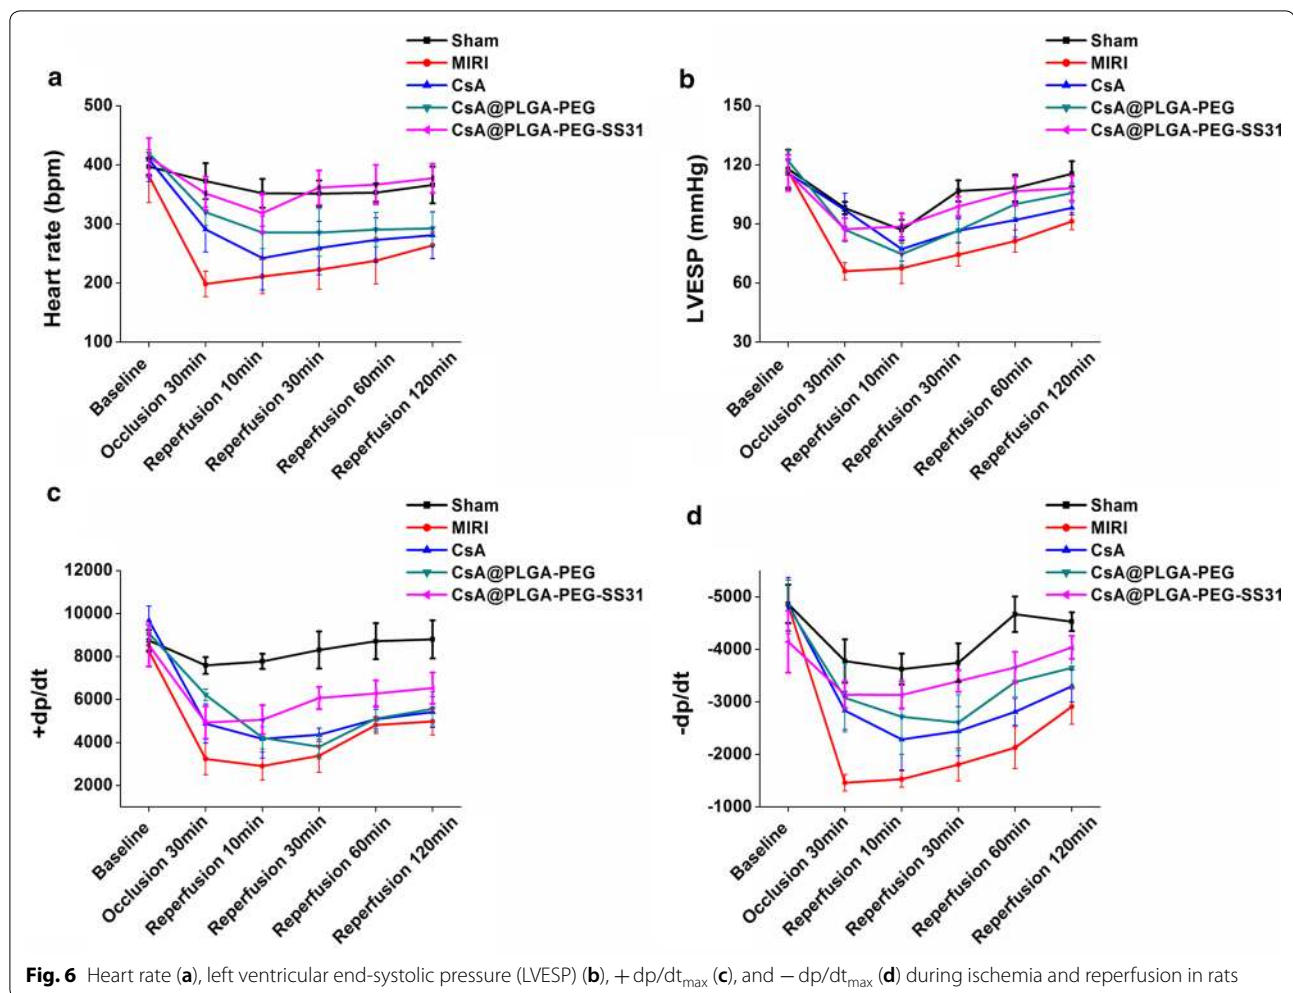 a
Sham
MIRI
CsA
CsA@PLGA-PEG
CsA@PLGA-PEG-SS31
Heart rate (bpm)
500
400
300
200
100
Baseline
Occlusion 30min
Reperfusion 10min
Reperfusion 30min
Reperfusion 60min
Reperfusion 120min
b
Sham
MIRI
CsA
CsA@PLGA-PEG
CsA@PLGA-PEG-SS31
LVESP (mmHg)
150
120
90
60
30
Baseline
Occlusion 30min
Reperfusion 10min
Reperfusion 30min
Reperfusion 60min
Reperfusion 120min
c
Sham
MIRI
CsA
CsA@PLGA-PEG
CsA@PLGA-PEG-SS31
+dp/dt
12000
10000
8000
6000
4000
2000
Baseline
Occlusion 30min
Reperfusion 10min
Reperfusion 30min
Reperfusion 60min
Reperfusion 120min
d
Sham
MIRI
CsA
CsA@PLGA-PEG
CsA@PLGA-PEG-SS31
-dp/dt
-5000
-4000
-3000
-2000
-1000
Baseline
Occlusion 30min
Reperfusion 10min
Reperfusion 30min
Reperfusion 60min
Reperfusion 120min
Fig. 6 Heart rate (a), left ventricular end-systolic pressure (LVESP) (b), + dp/dtmax (c), and − dp/dtmax (d) during ischemia and reperfusion in rats